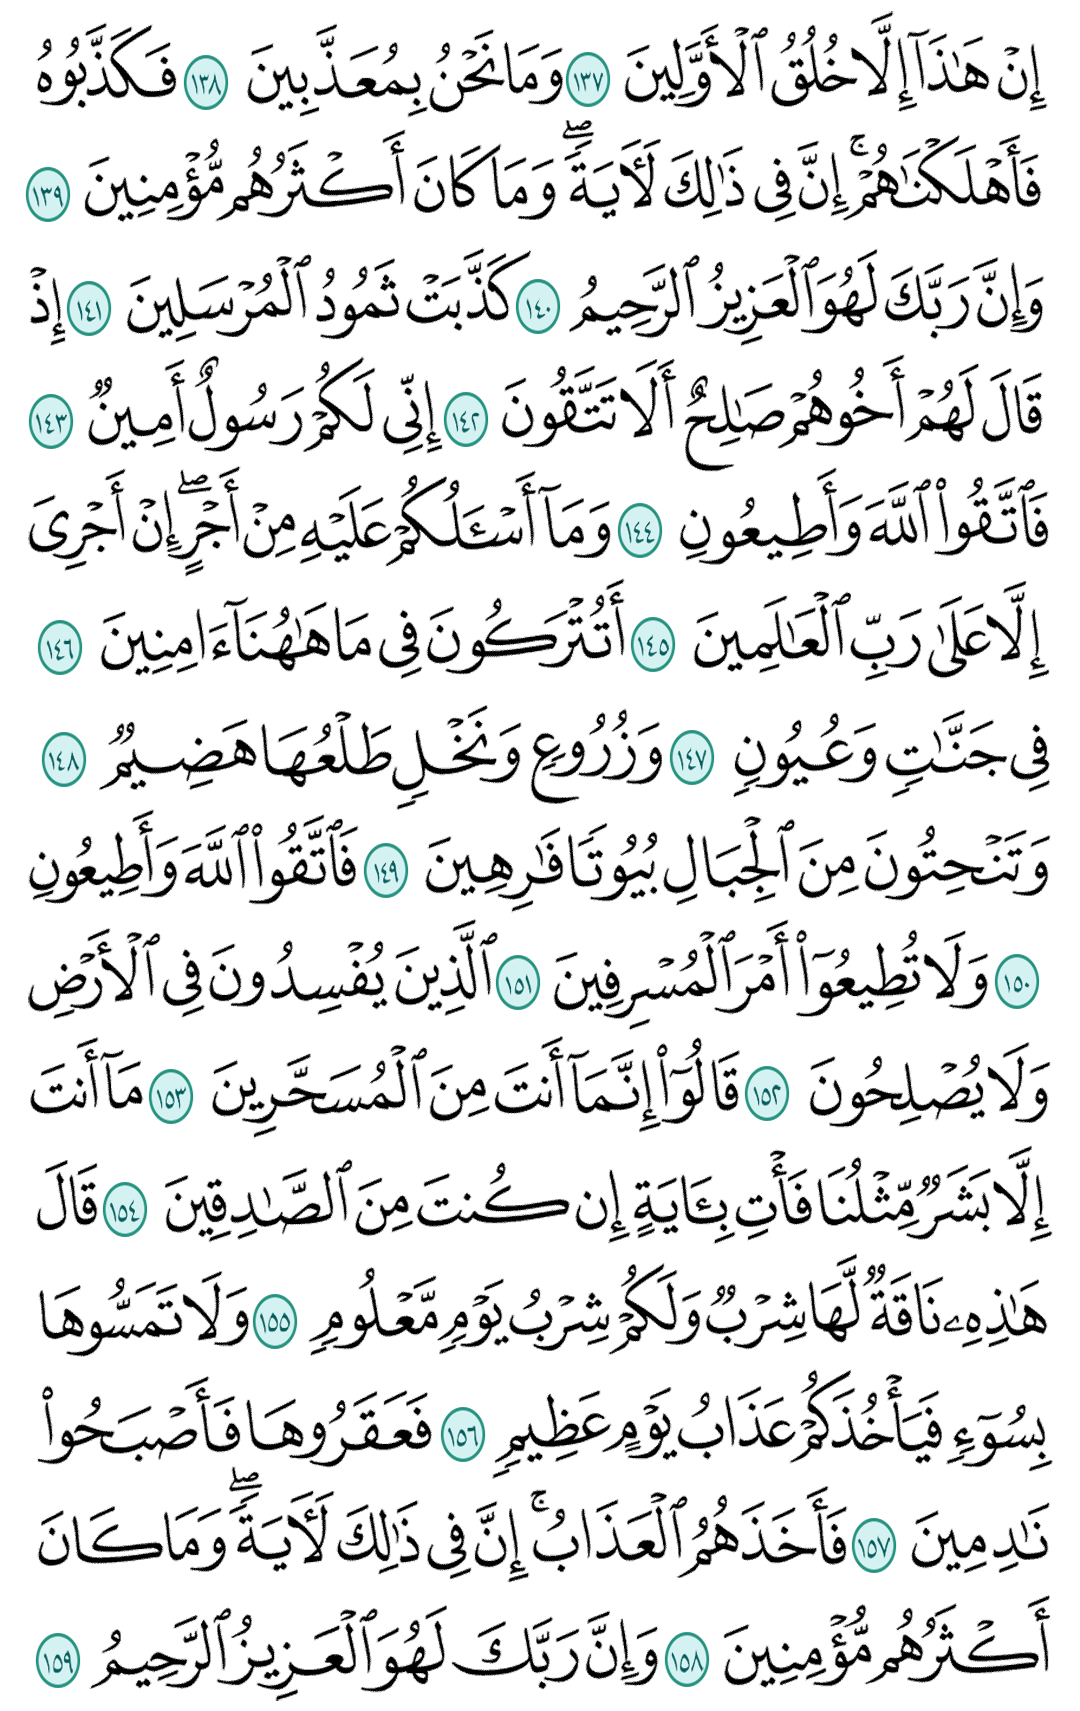 إِنْ هَٰذَآ إِلَّا خُلُقُ ٱلْأَوَّلِينَ ١٣٧ وَمَا نَحْنُ بِمُعَذَّبِينَ ١٣٨ فَكَذَّبُوهُ
فَأَهْلَكْنَٰهُمْ ۚ إِنَّ فِى ذَٰلِكَ لَـَٔايَةً ۖ وَمَا كَانَ أَكْثَرُهُم مُّؤْمِنِينَ ١٣٩
وَإِنَّ رَبَّكَ لَهُوَ ٱلْعَزِيزُ ٱلرَّحِيمُ ١٤٠ كَذَّبَتْ ثَمُودُ ٱلْمُرْسَلِينَ ١٤١ إِذْ
قَالَ لَهُمْ أَخُوهُمْ صَٰلِحٌ أَلَا تَتَّقُونَ ١٤٢ إِنِّى لَكُمْ رَسُولٌ أَمِينٌ ١٤٣
فَٱتَّقُوا۟ ٱللَّهَ وَأَطِيعُونِ ١٤٤ وَمَآ أَسْـَٔلُكُمْ عَلَيْهِ مِنْ أَجْرٍ ۖ إِنْ أَجْرِىَ
إِلَّا عَلَىٰ رَبِّ ٱلْعَٰلَمِينَ ١٤٥ أَتُتْرَكُونَ فِى مَا هَٰهُنَآ ءَامِنِينَ ١٤٦
فِى جَنَّٰتٍ وَعُيُونٍ ١٤٧ وَزُرُوعٍ وَنَخْلٍ طَلْعُهَا هَضِيمٌ ١٤٨
وَتَنْحِتُونَ مِنَ ٱلْجِبَالِ بُيُوتًا فَٰرِهِينَ ١٤٩ فَٱتَّقُوا۟ ٱللَّهَ وَأَطِيعُونِ
١٥٠ وَلَا تُطِيعُوٓا۟ أَمْرَ ٱلْمُسْرِفِينَ ١٥١ ٱلَّذِينَ يُفْسِدُونَ فِى ٱلْأَرْضِ
وَلَا يُصْلِحُونَ ١٥٢ قَالُوٓا۟ إِنَّمَآ أَنتَ مِنَ ٱلْمُسَحَّرِينَ ١٥٣ مَآ أَنتَ
إِلَّا بَشَرٌ مِّثْلُنَا فَأْتِ بِـَٔايَةٍ إِن كُنتَ مِنَ ٱلصَّٰدِقِينَ ١٥٤ قَالَ
هَٰذِهِۦ نَاقَةٌ لَّهَا شِرْبٌ وَلَكُمْ شِرْبُ يَوْمٍ مَّعْلُومٍ ١٥٥ وَلَا تَمَسُّوهَا
بِسُوٓءٍ فَيَأْخُذَكُمْ عَذَابُ يَوْمٍ عَظِيمٍ ١٥٦ فَعَقَرُوهَا فَأَصْبَحُوا۟
نَٰدِمِينَ ١٥٧ فَأَخَذَهُمُ ٱلْعَذَابُ ۚ إِنَّ فِى ذَٰلِكَ لَـَٔايَةً ۖ وَمَا كَانَ
أَكْثَرُهُم مُّؤْمِنِينَ ١٥٨ وَإِنَّ رَبَّكَ لَهُوَ ٱلْعَزِيزُ ٱلرَّحِيمُ ١٥٩